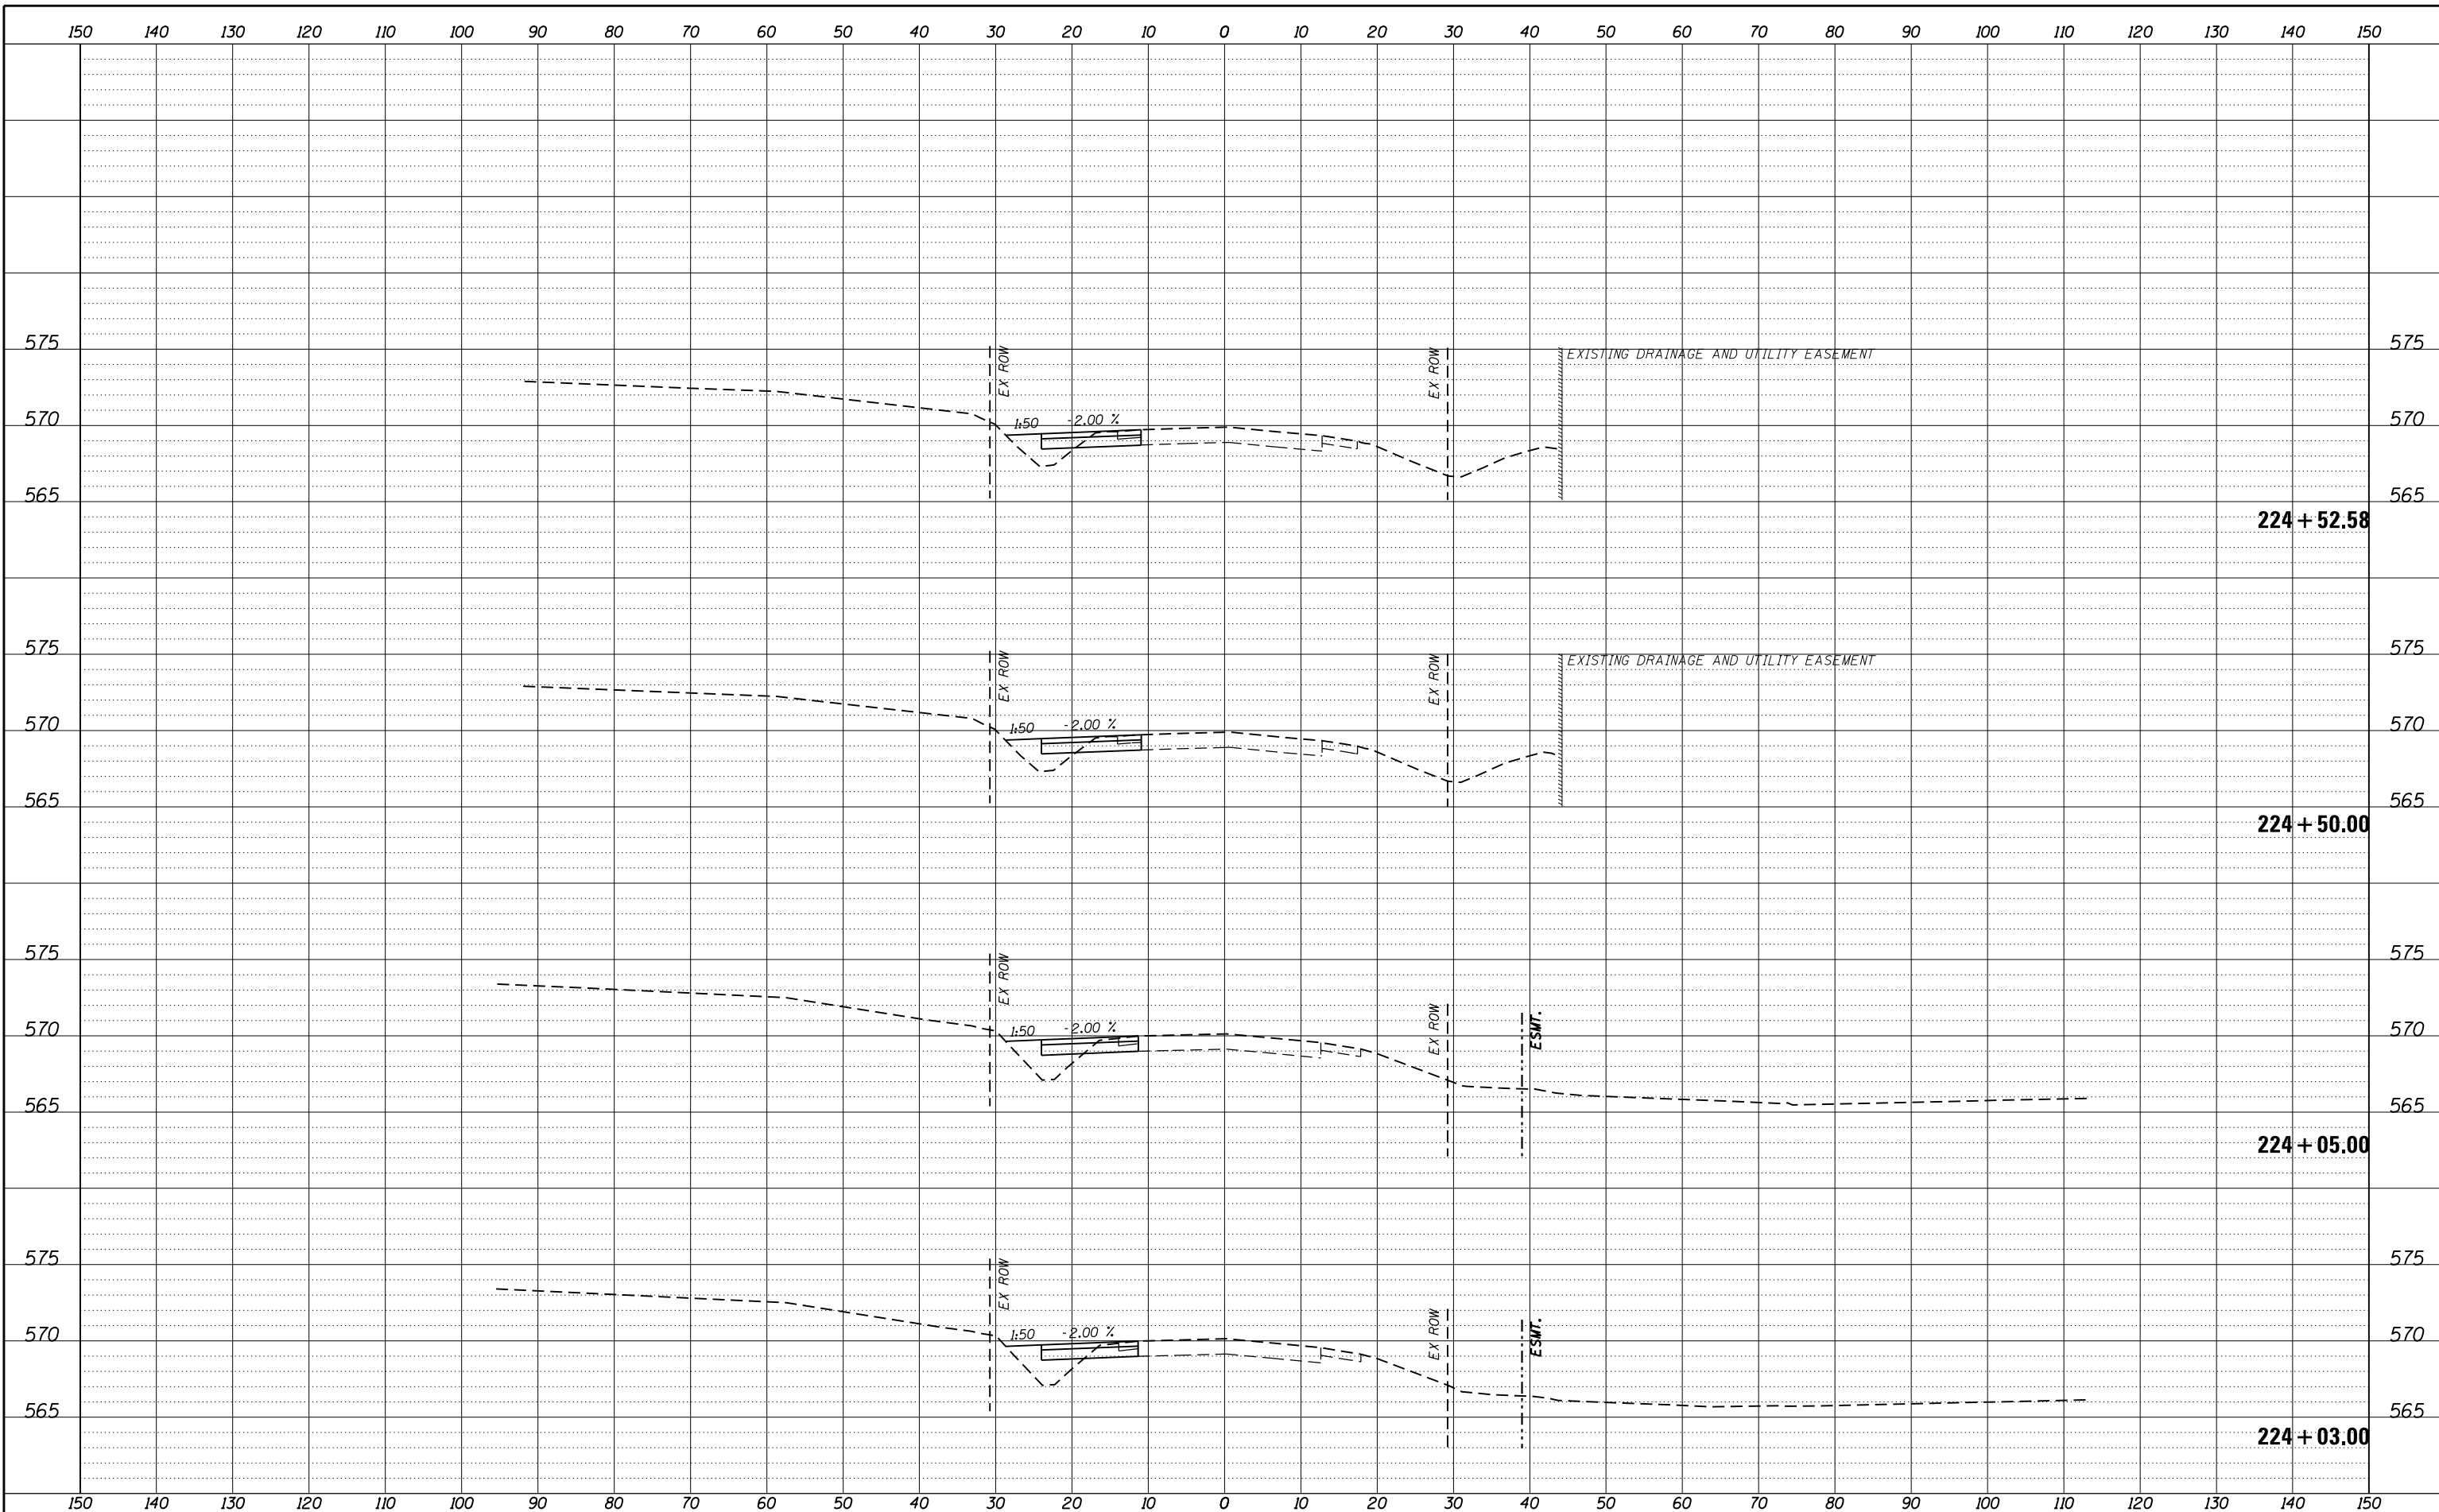 150 140 130 120 110 100 90 80 70 60 50 40 30 20 10 0 10 20 30 40 50 60 70 80 90 100 110 120 130 140 150
575 EX ROW EX ROW EXISTING DRAINAGE AND UTILITY EASEMENT 575
570 1:50 -2.00 % 570
565 565
224+52.58
575 EX ROW EX ROW EXISTING DRAINAGE AND UTILITY EASEMENT 575
570 1:50 -2.00 % 570
565 565
224+50.00
575 EX ROW 575
570 1:50 -2.00 % EX ROW ESMT. 570
565 565
224+05.00
575 EX ROW 575
570 1:50 -2.00 % EX ROW ESMT. 570
565 565
224+03.00
150 140 130 120 110 100 90 80 70 60 50 40 30 20 10 0 10 20 30 40 50 60 70 80 90 100 110 120 130 140 150